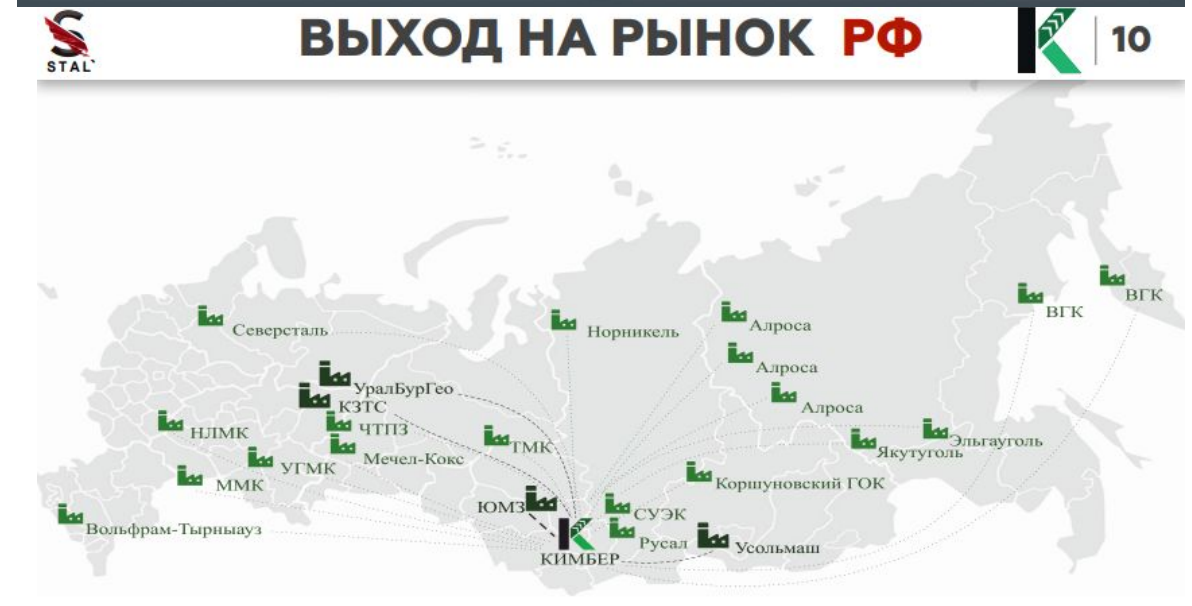 STAL`
ВЫХОД НА РЫНОК РФ
10
Северсталь
Норникель
Алроса
ВГК
ВГК
Алроса
УралБурГео
КЗТС
Алроса
НЛМК
ЧТПЗ
Мечел-Кокс
ТМК
Эльгауголь
Якутуголь
УГМК
ММК
Коршуновский ГОК
ЮМЗ
СУЭК
Вольфрам-Тырныауз
Русал
Усольмаш
КИМБЕР